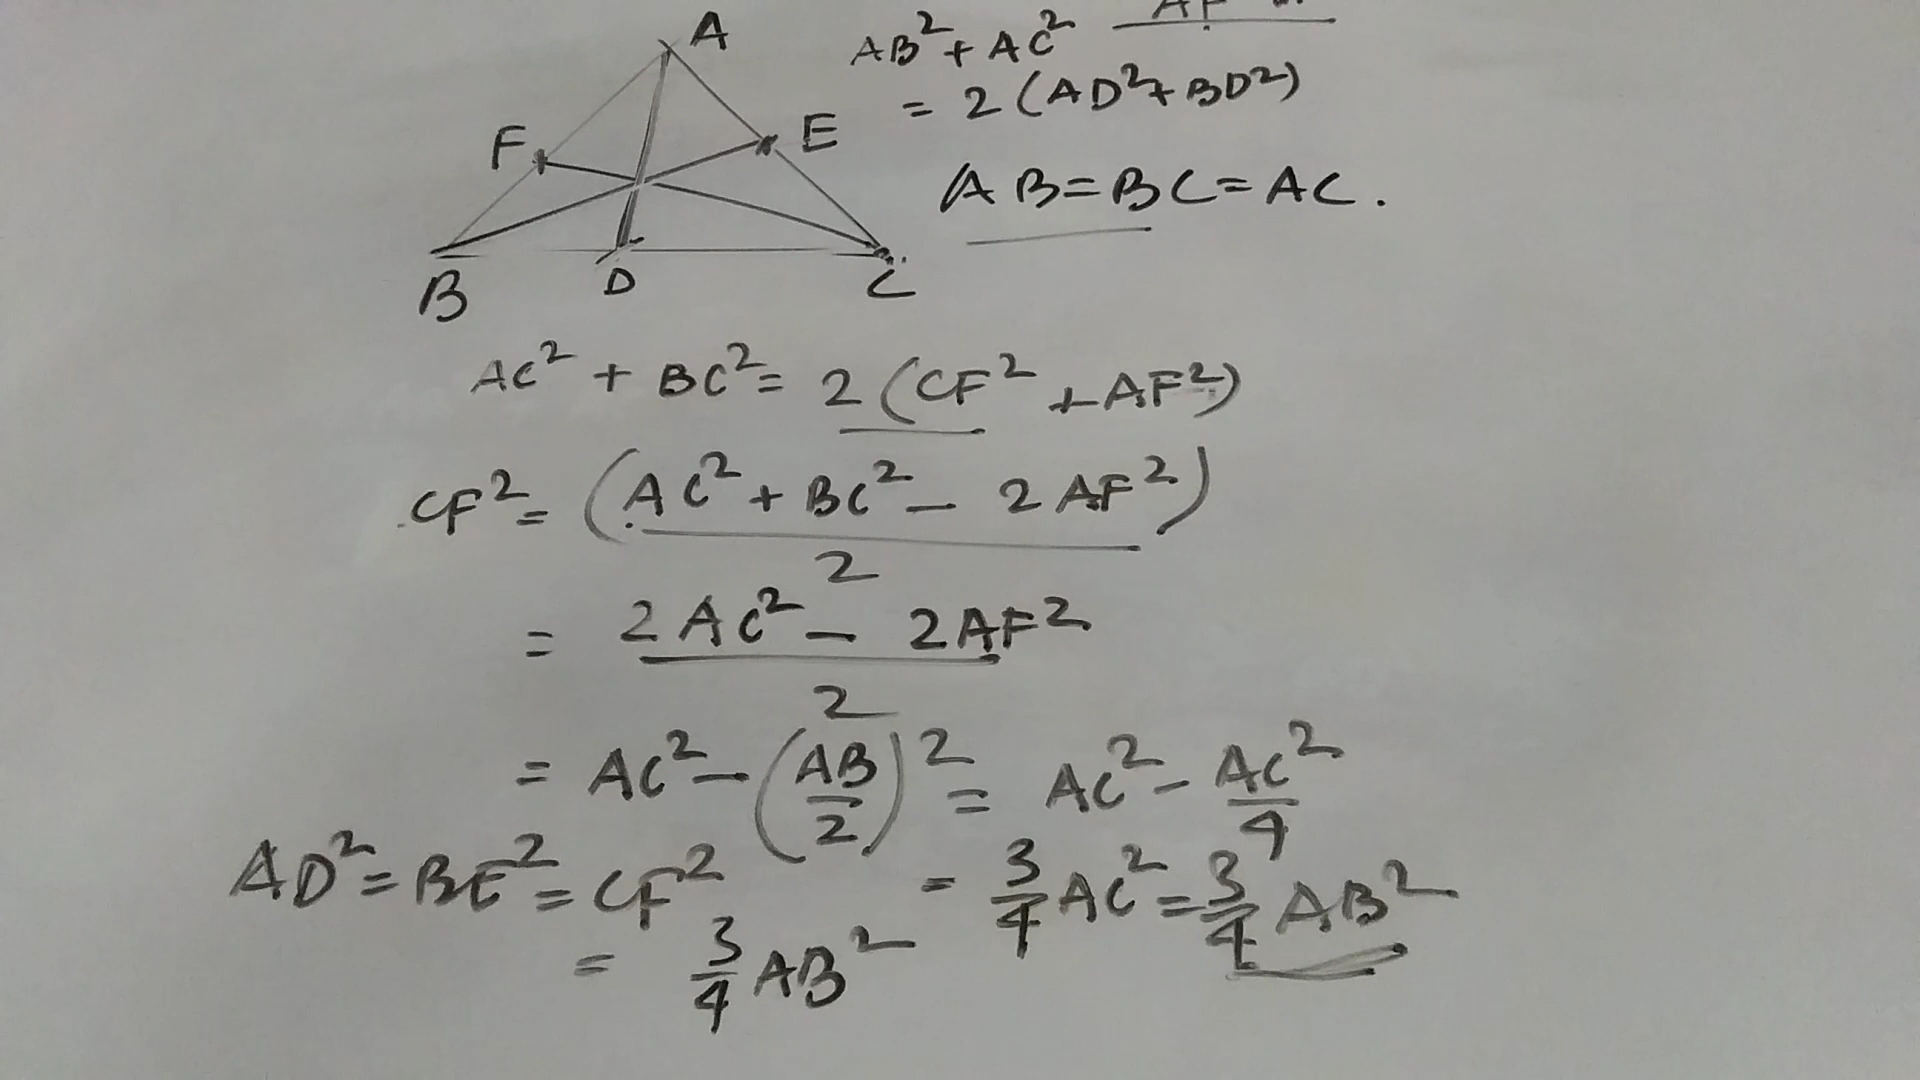 A
AB² + AC²
= 2 (AD² + BD²)
F
E
AB = BC = AC.
B
D
C
AC² + BC² = 2 (CF² + AF²)
CF² = (AC² + BC² - 2 AF²)
2
= 2 AC² - 2 AF²
2
= AC² - (AB/2)² = AC² - AC²/4
AD² = BE² = CF² = 3/4 AC² = 3/4 AB²
= 3/4 AB²